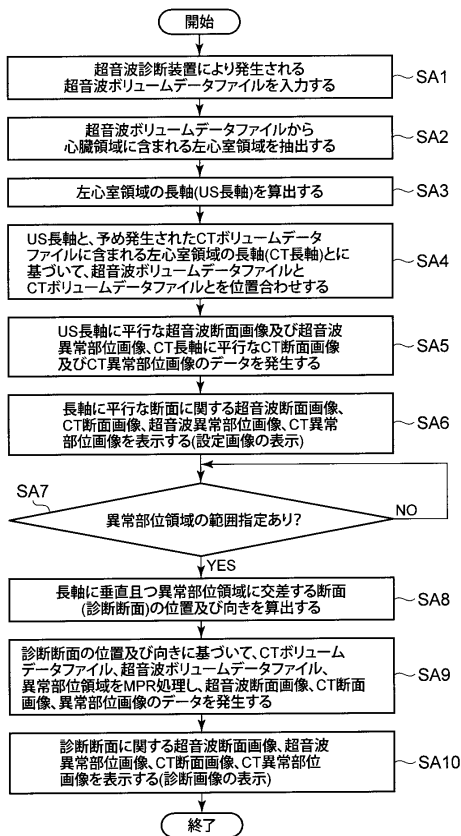 開始
超音波診断装置により発生される
超音波ボリュームデータファイルを入力する
SA1
超音波ボリュームデータファイルから
心臓領域に含まれる左心室領域を抽出する
SA2
左心室領域の長軸(US長軸)を算出する
SA3
US長軸と、予め発生されたCTボリュームデータ
ファイルに含まれる左心室領域の長軸(CT長軸)とに
基づいて、超音波ボリュームデータファイルと
CTボリュームデータファイルとを位置合わせする
SA4
US長軸に平行な超音波断面画像及び超音波
異常部位画像、CT長軸に平行なCT断面画像
及びCT異常部位画像のデータを発生する
SA5
長軸に平行な断面に関する超音波断面画像、
CT断面画像、超音波異常部位画像、CT異常
部位画像を表示する(設定画像の表示)
SA6
SA7
異常部位領域の範囲指定あり?
NO
YES
長軸に垂直且つ異常部位領域に交差する断面
(診断断面)の位置及び向きを算出する
SA8
診断断面の位置及び向きに基づいて、CTボリューム
データファイル、超音波ボリュームデータファイル、
異常部位領域をMPR処理し、超音波断面画像、CT断面
画像、異常部位画像のデータを発生する
SA9
診断断面に関する超音波断面画像、超音波
異常部位画像、CT断面画像、CT異常部位
画像を表示する(診断画像の表示)
SA10
終了